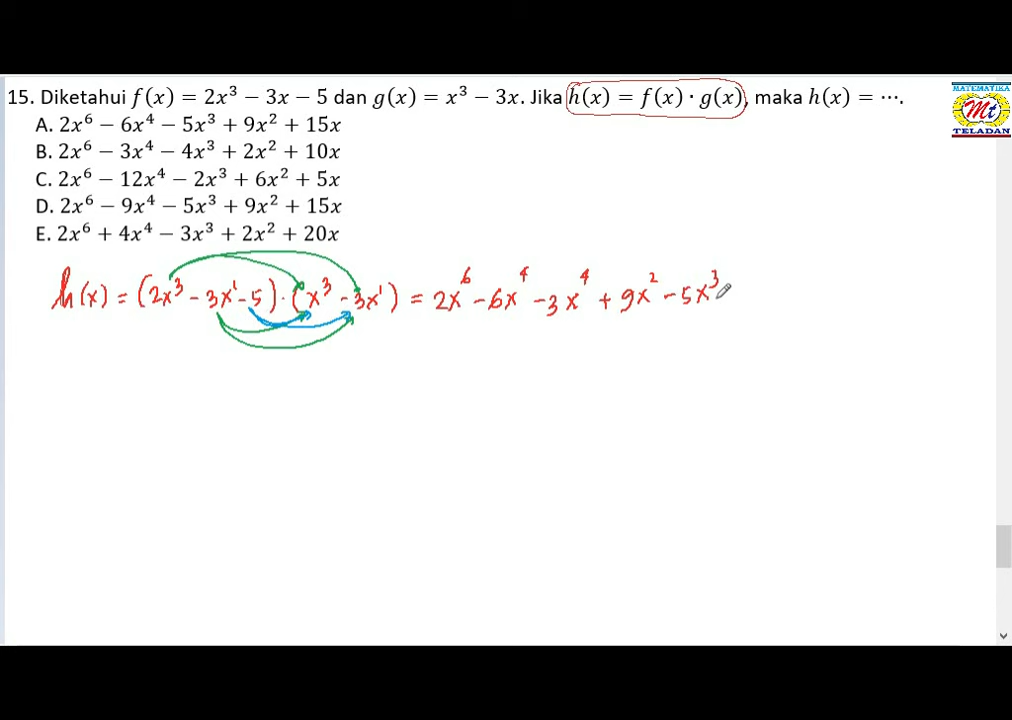 15. Diketahui f(x) = 2x³ − 3x − 5 dan g(x) = x³ − 3x. Jika h(x) = f(x) · g(x), maka h(x) = ⋯.
A. 2x⁶ − 6x⁴ − 5x³ + 9x² + 15x
B. 2x⁶ − 3x⁴ − 4x³ + 2x² + 10x
C. 2x⁶ − 12x⁴ − 2x³ + 6x² + 5x
D. 2x⁶ − 9x⁴ − 5x³ + 9x² + 15x
E. 2x⁶ + 4x⁴ − 3x³ + 2x² + 20x
h(x) = (2x³ − 3x¹ − 5) · (x³ − 3x¹) = 2x⁶ − 6x⁴ − 3x⁴ + 9x² − 5x³
MATEMATIKA
Mt
TELADAN